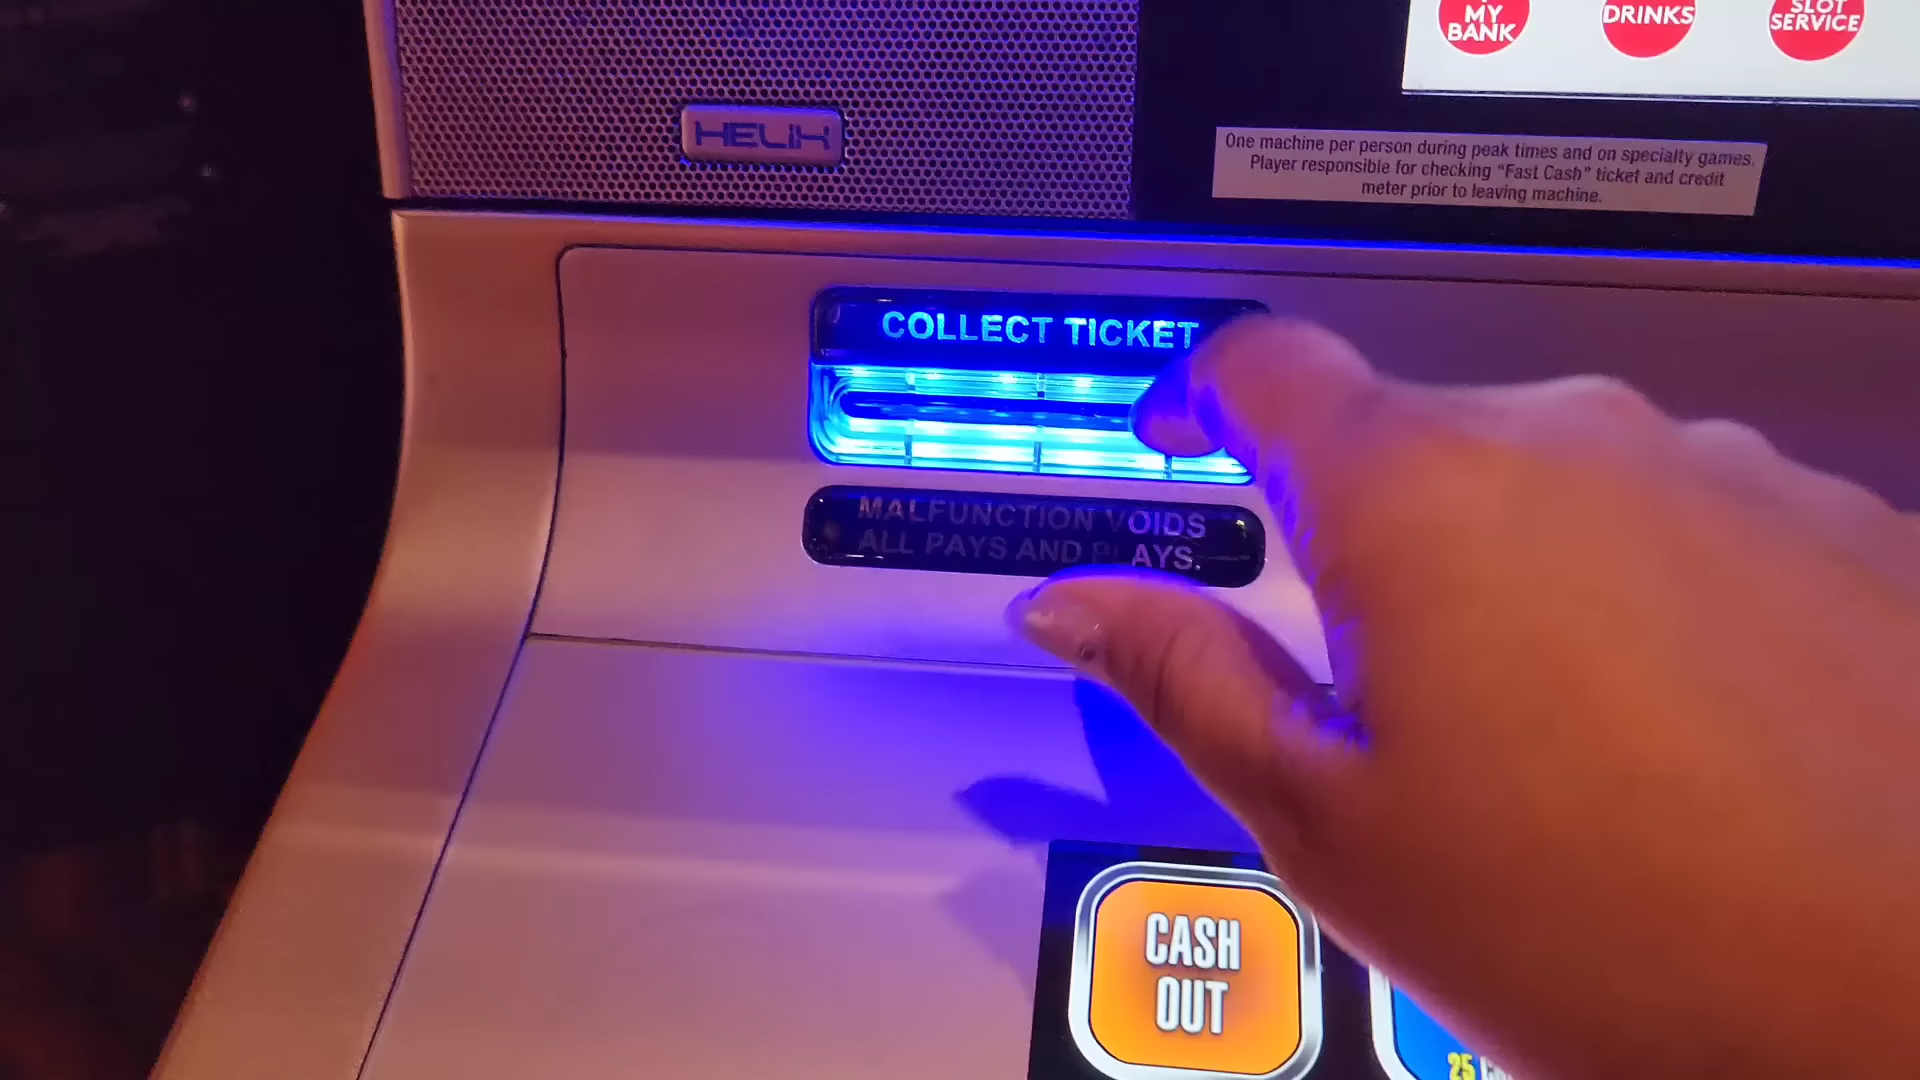 MY
BANK
DRINKS
SLOT
SERVICE
HELIX
One machine per person during peak times and on specialty games.
Player responsible for checking “Fast Cash” ticket and credit
meter prior to leaving machine.
COLLECT TICKET
MALFUNCTION VOIDS
ALL PAYS AND PLAYS.
CASH
OUT
25